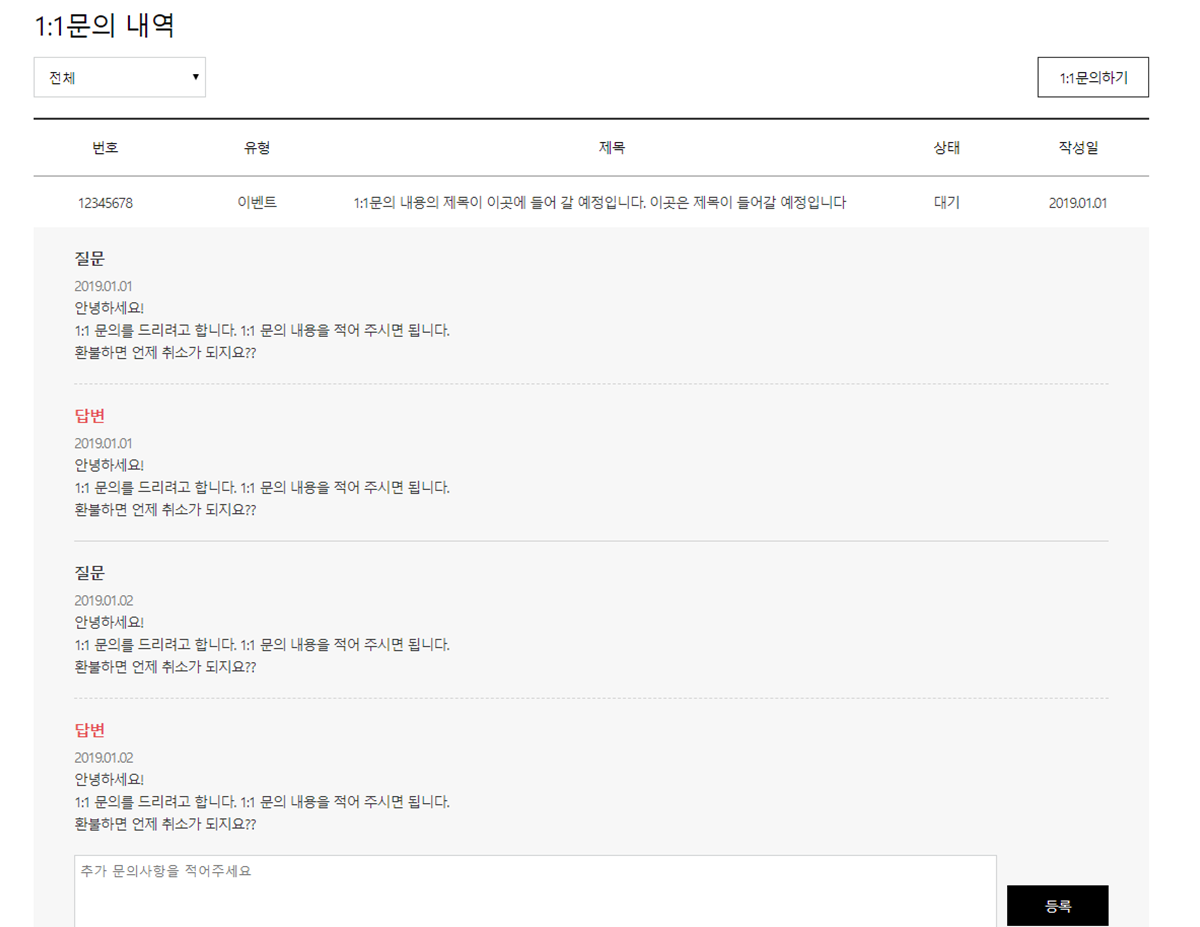 1:1문의 내역
전체
1:1문의하기
번호 유형 제목 상태 작성일
12345678 이벤트 1:1문의 내용의 제목이 이곳에 들어 갈 예정입니다. 이곳은 제목이 들어갈 예정입니다 대기 2019.01.01
질문
2019.01.01
안녕하세요!
1:1 문의를 드리려고 합니다. 1:1 문의 내용을 적어 주시면 됩니다.
환불하면 언제 취소가 되지요??
답변
2019.01.01
안녕하세요!
1:1 문의를 드리려고 합니다. 1:1 문의 내용을 적어 주시면 됩니다.
환불하면 언제 취소가 되지요??
질문
2019.01.02
안녕하세요!
1:1 문의를 드리려고 합니다. 1:1 문의 내용을 적어 주시면 됩니다.
환불하면 언제 취소가 되지요??
답변
2019.01.02
안녕하세요!
1:1 문의를 드리려고 합니다. 1:1 문의 내용을 적어 주시면 됩니다.
환불하면 언제 취소가 되지요??
추가 문의사항을 적어주세요
등록